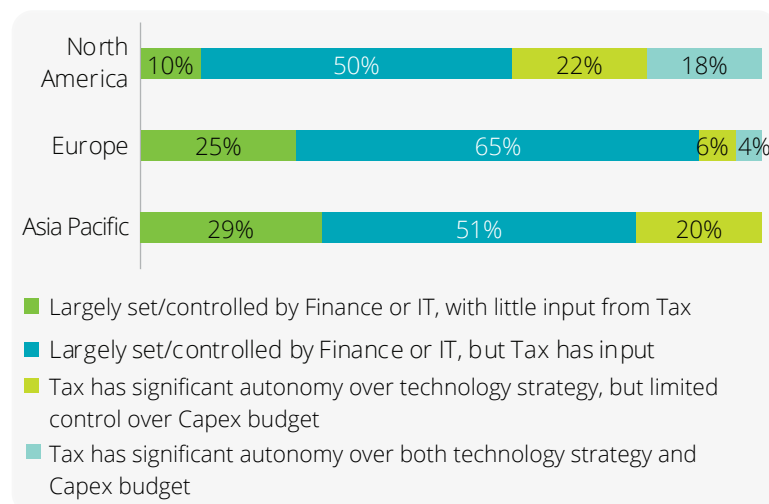 North
America
10% 50% 22% 18%
Europe
25% 65% 6% 4%
Asia Pacific
29% 51% 20%
Largely set/controlled by Finance or IT, with little input from Tax
Largely set/controlled by Finance or IT, but Tax has input
Tax has significant autonomy over technology strategy, but limited
control over Capex budget
Tax has significant autonomy over both technology strategy and
Capex budget